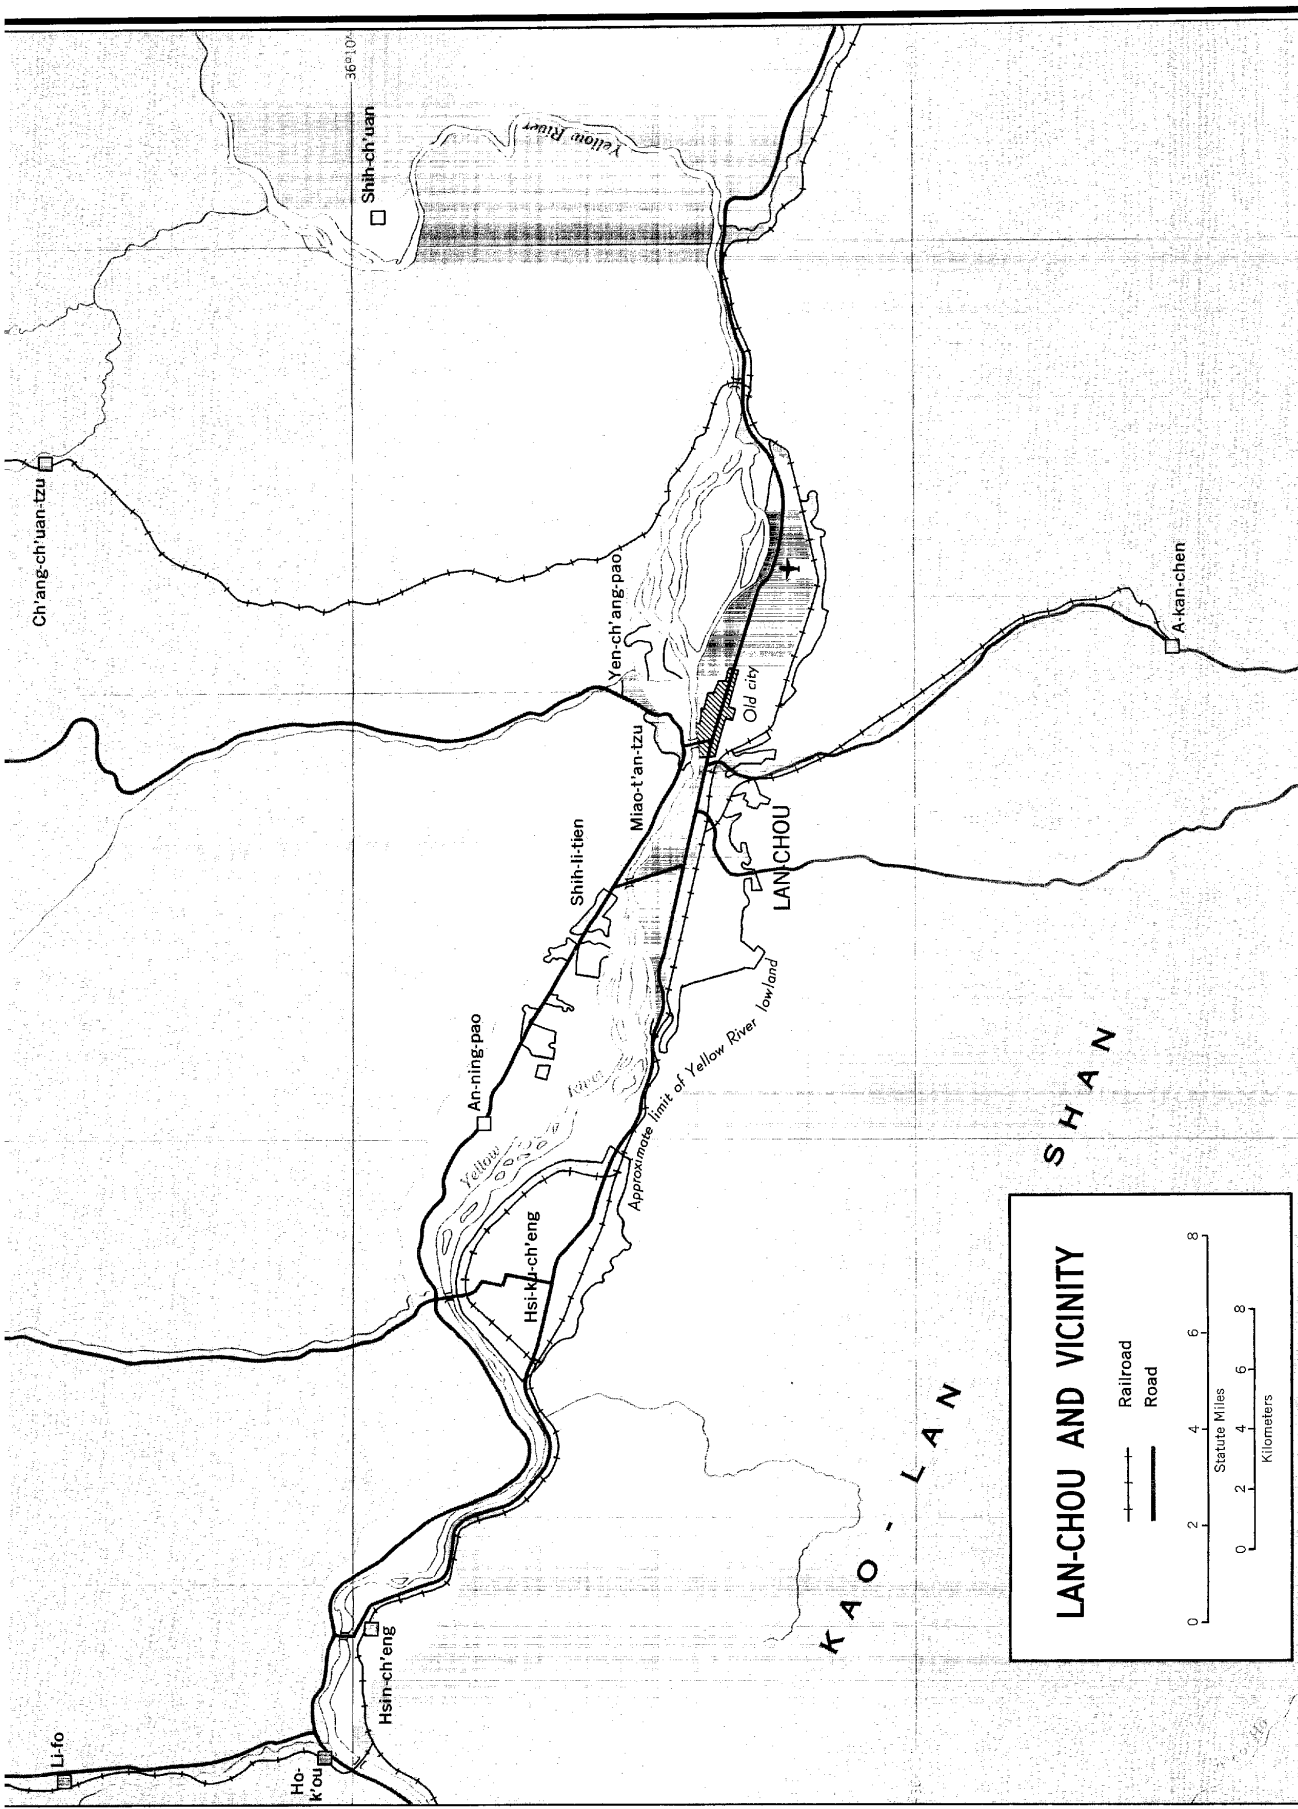 36°10'
Shih-ch'uan
Yellow River
Ch'ang-ch'uan-tzu
Yen-ch'ang-pao
Old city
A-kan-chen
Miao-t'an-tzu
Shih-li-tien
LAN-CHOU
An-ning-pao
Yellow River
Approximate limit of Yellow River lowland
Hsi-ku-ch'eng
Hsin-ch'eng
Ho-
k'ou
Li-fo
KAO-LAN SHAN
LAN-CHOU AND VICINITY
Railroad
Road
0 2 4 6 8
Statute Miles
0 2 4 6 8
Kilometers